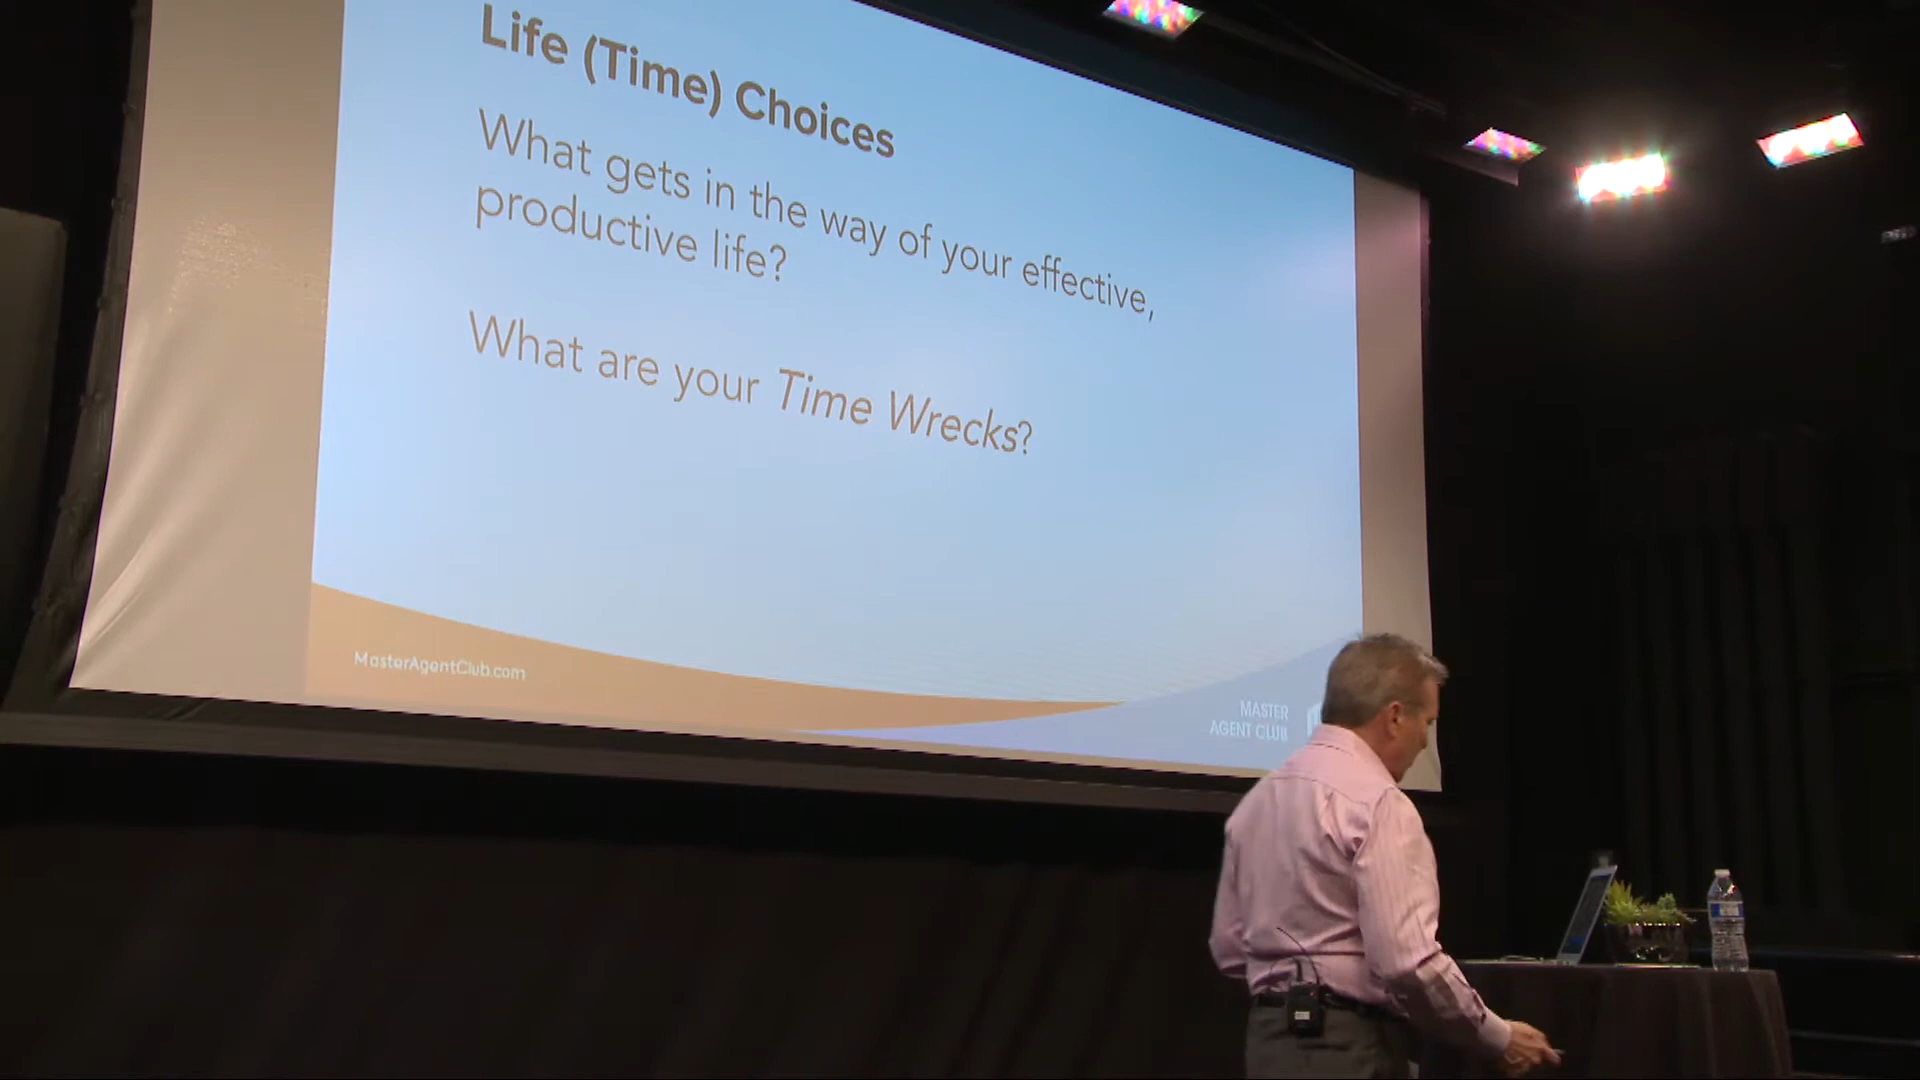 Life (Time) Choices
What gets in the way of your effective,
productive life?
What are your Time Wrecks?
MasterAgentClub.com
MASTER
AGENT CLUB